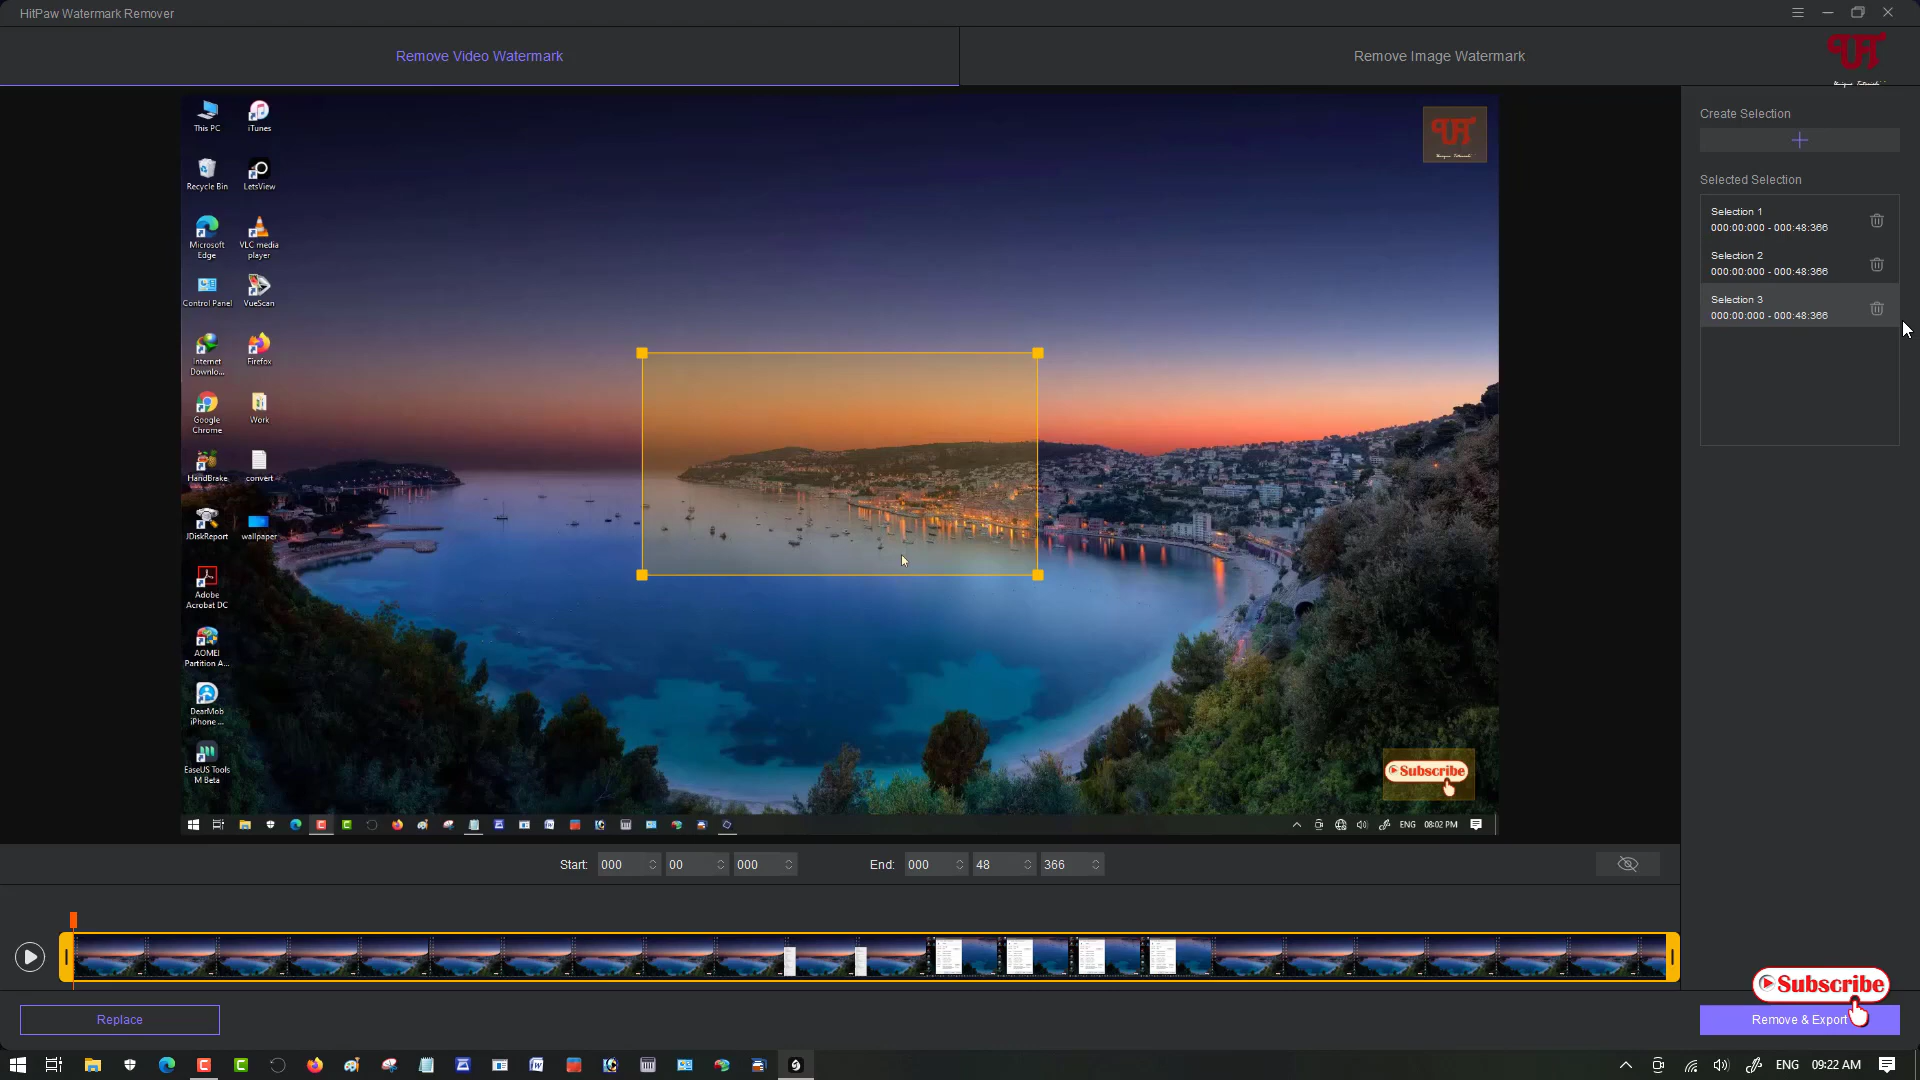 HitPaw Watermark Remover
Remove Video Watermark
Remove Image Watermark
Unique Tutorials
This PC
iTunes
Recycle Bin
LetsView
Microsoft Edge
VLC media player
Control Panel
VueScan
Internet Downlo...
Firefox
Google Chrome
Work
HandBrake
convert
JDiskReport
wallpaper
Adobe Acrobat DC
AOMEI Partition A...
DearMob iPhone ...
EaseUS Tools M Beta
Unique Tutorials
Subscribe
ENG 08:02 PM
Create Selection
Selected Selection
Selection 1
000:00:000 - 000:48:366
Selection 2
000:00:000 - 000:48:366
Selection 3
000:00:000 - 000:48:366
Start: 000 00 000 End: 000 48 366
Subscribe
Replace
Remove & Export
ENG 09:22 AM